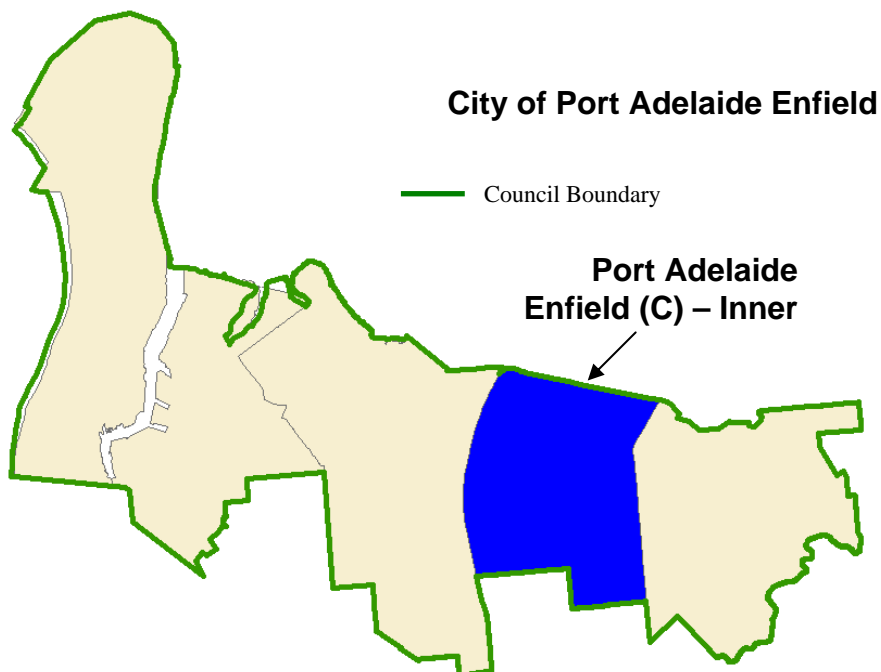 City of Port Adelaide Enfield
Council Boundary
Port Adelaide
Enfield (C) – Inner